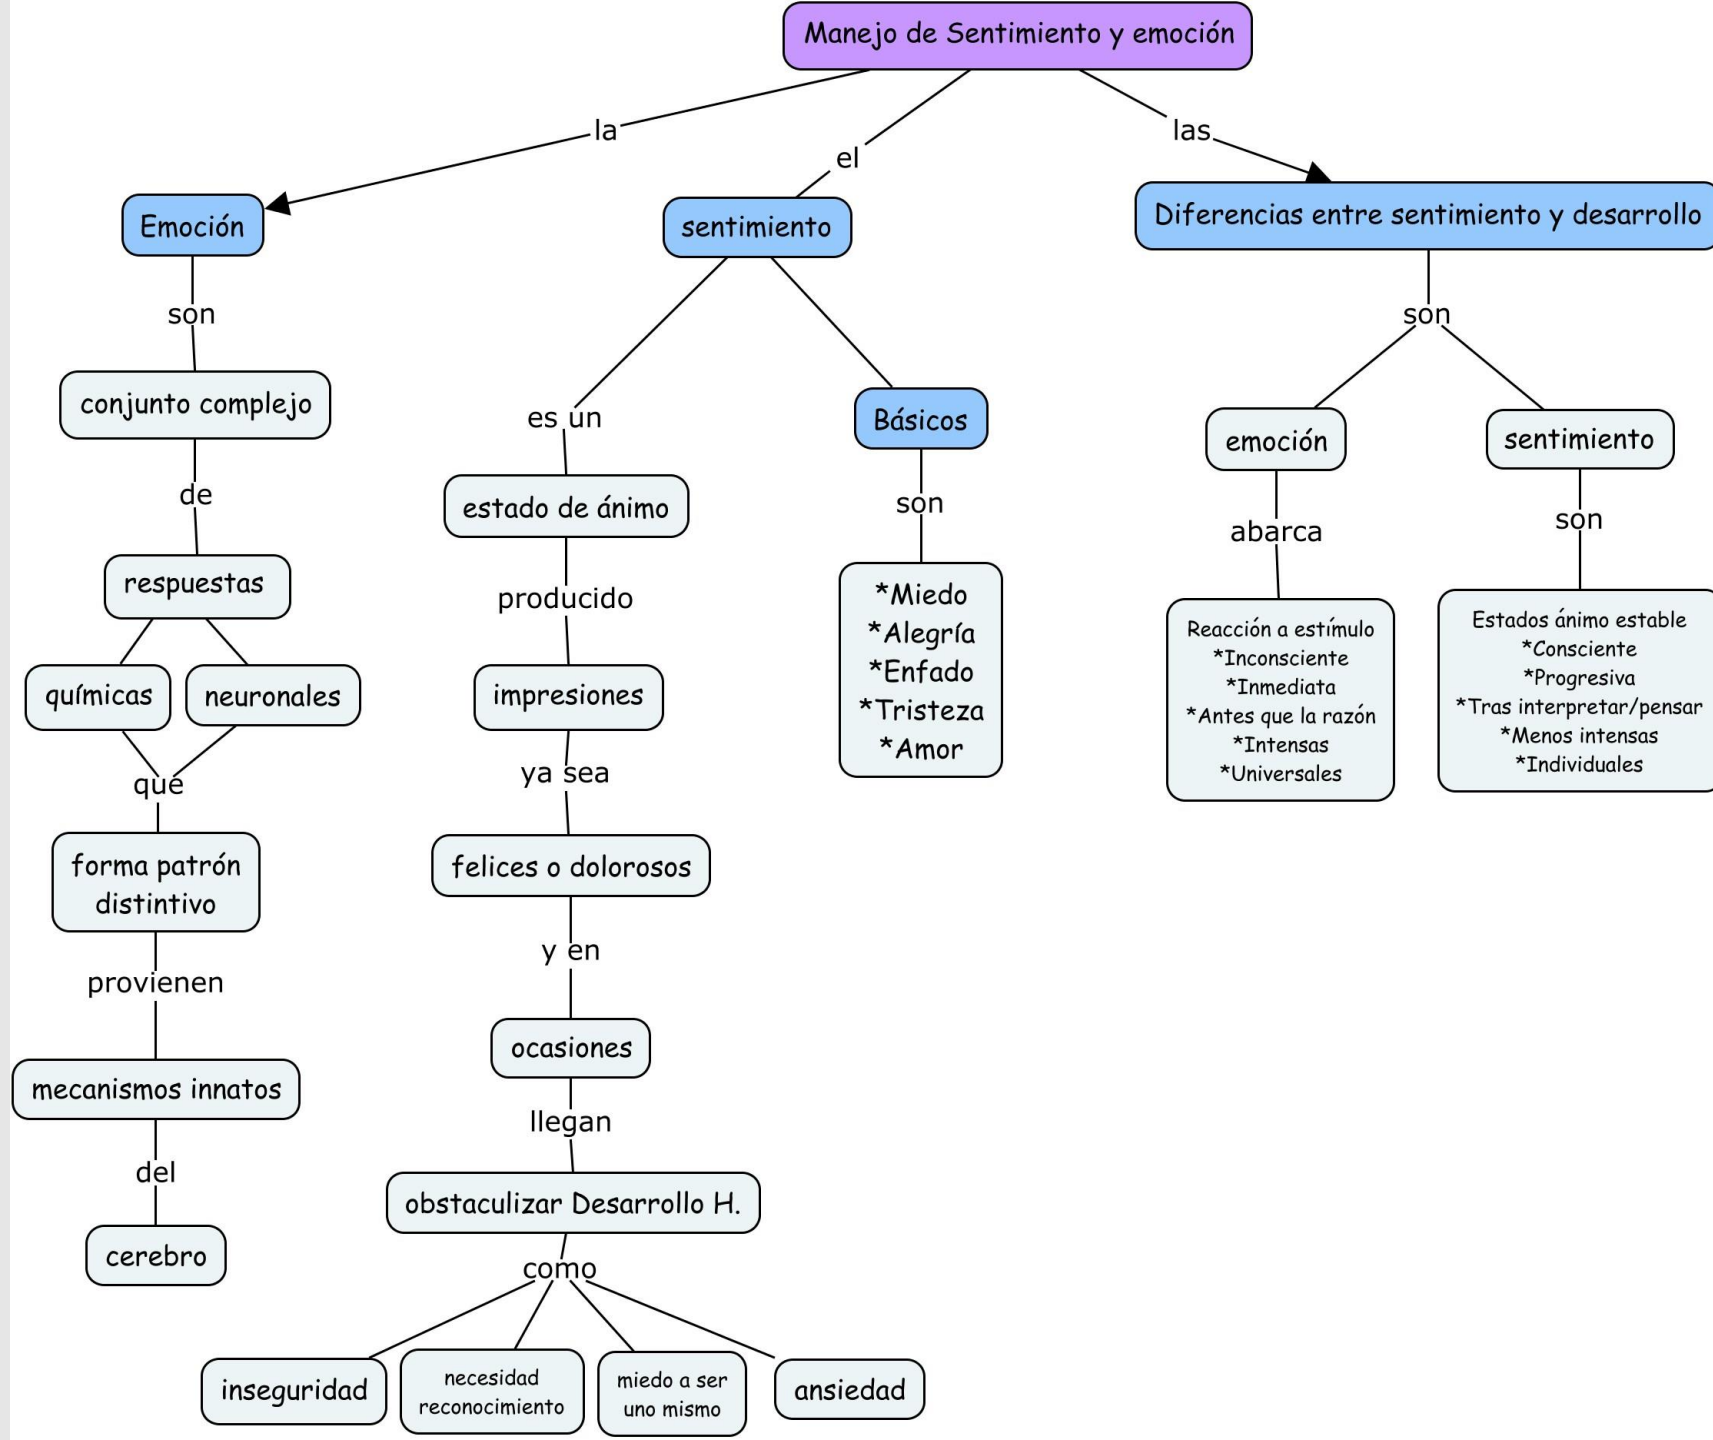 Manejo de Sentimiento y emoción
la
el
las
Emoción
sentimiento
Diferencias entre sentimiento y desarrollo
son
conjunto complejo
de
respuestas
químicas
neuronales
que
forma patrón
distintivo
provienen
mecanismos innatos
del
cerebro
es un
estado de ánimo
producido
impresiones
ya sea
felices o dolorosos
y en
ocasiones
llegan
obstaculizar Desarrollo H.
como
inseguridad
necesidad
reconocimiento
miedo a ser
uno mismo
ansiedad
Básicos
son
*Miedo
*Alegría
*Enfado
*Tristeza
*Amor
son
emoción
abarca
Reacción a estímulo
*Inconsciente
*Inmediata
*Antes que la razón
*Intensas
*Universales
sentimiento
son
Estados ánimo estable
*Consciente
*Progresiva
*Tras interpretar/pensar
*Menos intensas
*Individuales